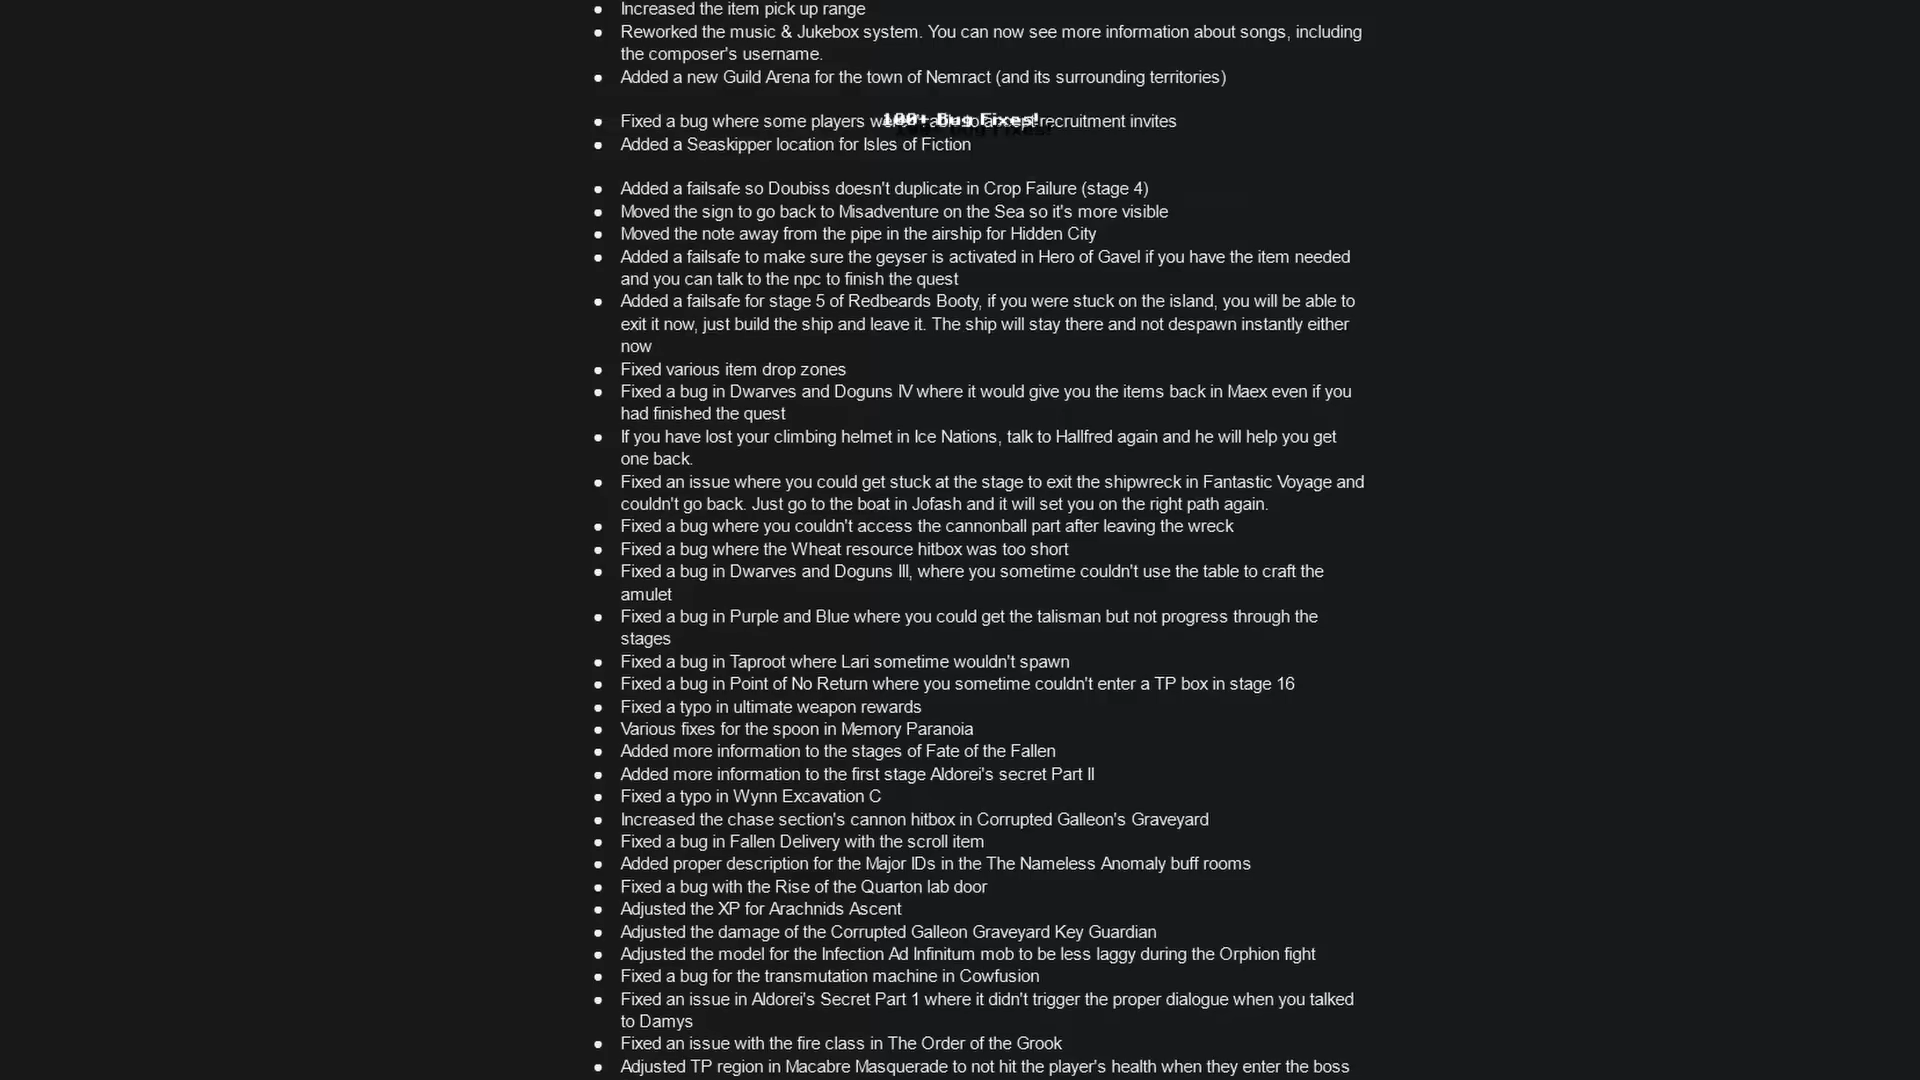 Increased the item pick up range
Reworked the music & Jukebox system. You can now see more information about songs, including
the composer's username.
Added a new Guild Arena for the town of Nemract (and its surrounding territories)
100+ Bug Fixes!
Fixed a bug where some players weren't able to accept recruitment invites
Added a Seaskipper location for Isles of Fiction
Added a failsafe so Doubiss doesn't duplicate in Crop Failure (stage 4)
Moved the sign to go back to Misadventure on the Sea so it's more visible
Moved the note away from the pipe in the airship for Hidden City
Added a failsafe to make sure the geyser is activated in Hero of Gavel if you have the item needed
and you can talk to the npc to finish the quest
Added a failsafe for stage 5 of Redbeards Booty, if you were stuck on the island, you will be able to
exit it now, just build the ship and leave it. The ship will stay there and not despawn instantly either
now
Fixed various item drop zones
Fixed a bug in Dwarves and Doguns IV where it would give you the items back in Maex even if you
had finished the quest
If you have lost your climbing helmet in Ice Nations, talk to Hallfred again and he will help you get
one back.
Fixed an issue where you could get stuck at the stage to exit the shipwreck in Fantastic Voyage and
couldn't go back. Just go to the boat in Jofash and it will set you on the right path again.
Fixed a bug where you couldn't access the cannonball part after leaving the wreck
Fixed a bug where the Wheat resource hitbox was too short
Fixed a bug in Dwarves and Doguns III, where you sometime couldn't use the table to craft the
amulet
Fixed a bug in Purple and Blue where you could get the talisman but not progress through the
stages
Fixed a bug in Taproot where Lari sometime wouldn't spawn
Fixed a bug in Point of No Return where you sometime couldn't enter a TP box in stage 16
Fixed a typo in ultimate weapon rewards
Various fixes for the spoon in Memory Paranoia
Added more information to the stages of Fate of the Fallen
Added more information to the first stage Aldorei's secret Part II
Fixed a typo in Wynn Excavation C
Increased the chase section's cannon hitbox in Corrupted Galleon's Graveyard
Fixed a bug in Fallen Delivery with the scroll item
Added proper description for the Major IDs in the The Nameless Anomaly buff rooms
Fixed a bug with the Rise of the Quarton lab door
Adjusted the XP for Arachnids Ascent
Adjusted the damage of the Corrupted Galleon Graveyard Key Guardian
Adjusted the model for the Infection Ad Infinitum mob to be less laggy during the Orphion fight
Fixed a bug for the transmutation machine in Cowfusion
Fixed an issue in Aldorei's Secret Part 1 where it didn't trigger the proper dialogue when you talked
to Damys
Fixed an issue with the fire class in The Order of the Grook
Adjusted TP region in Macabre Masquerade to not hit the player's health when they enter the boss